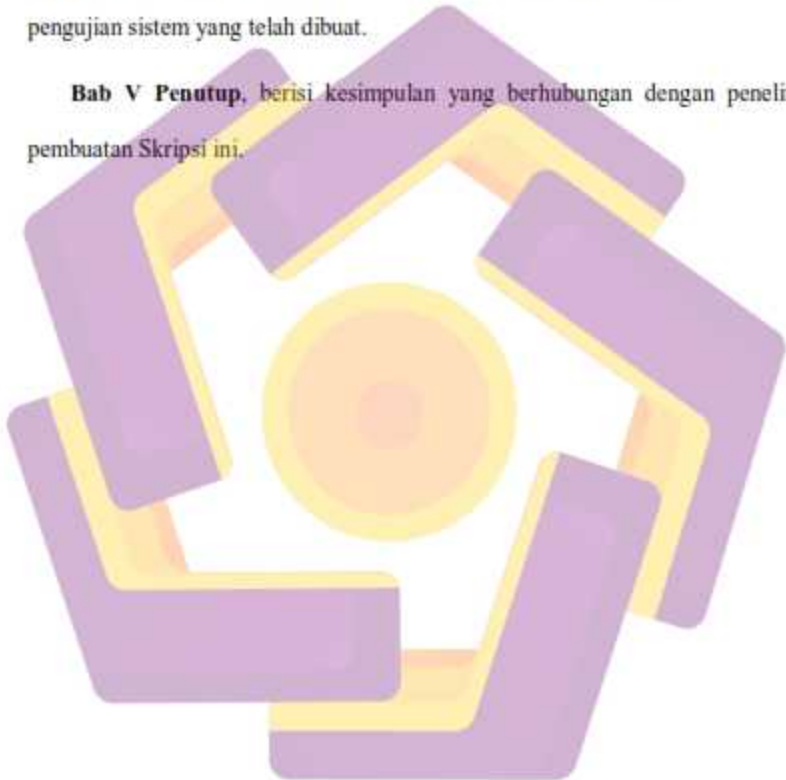 pengujian sistem yang telah dibuat.
Bab V Penutup, berisi kesimpulan yang berhubungan dengan peneli
pembuatan Skripsi ini.